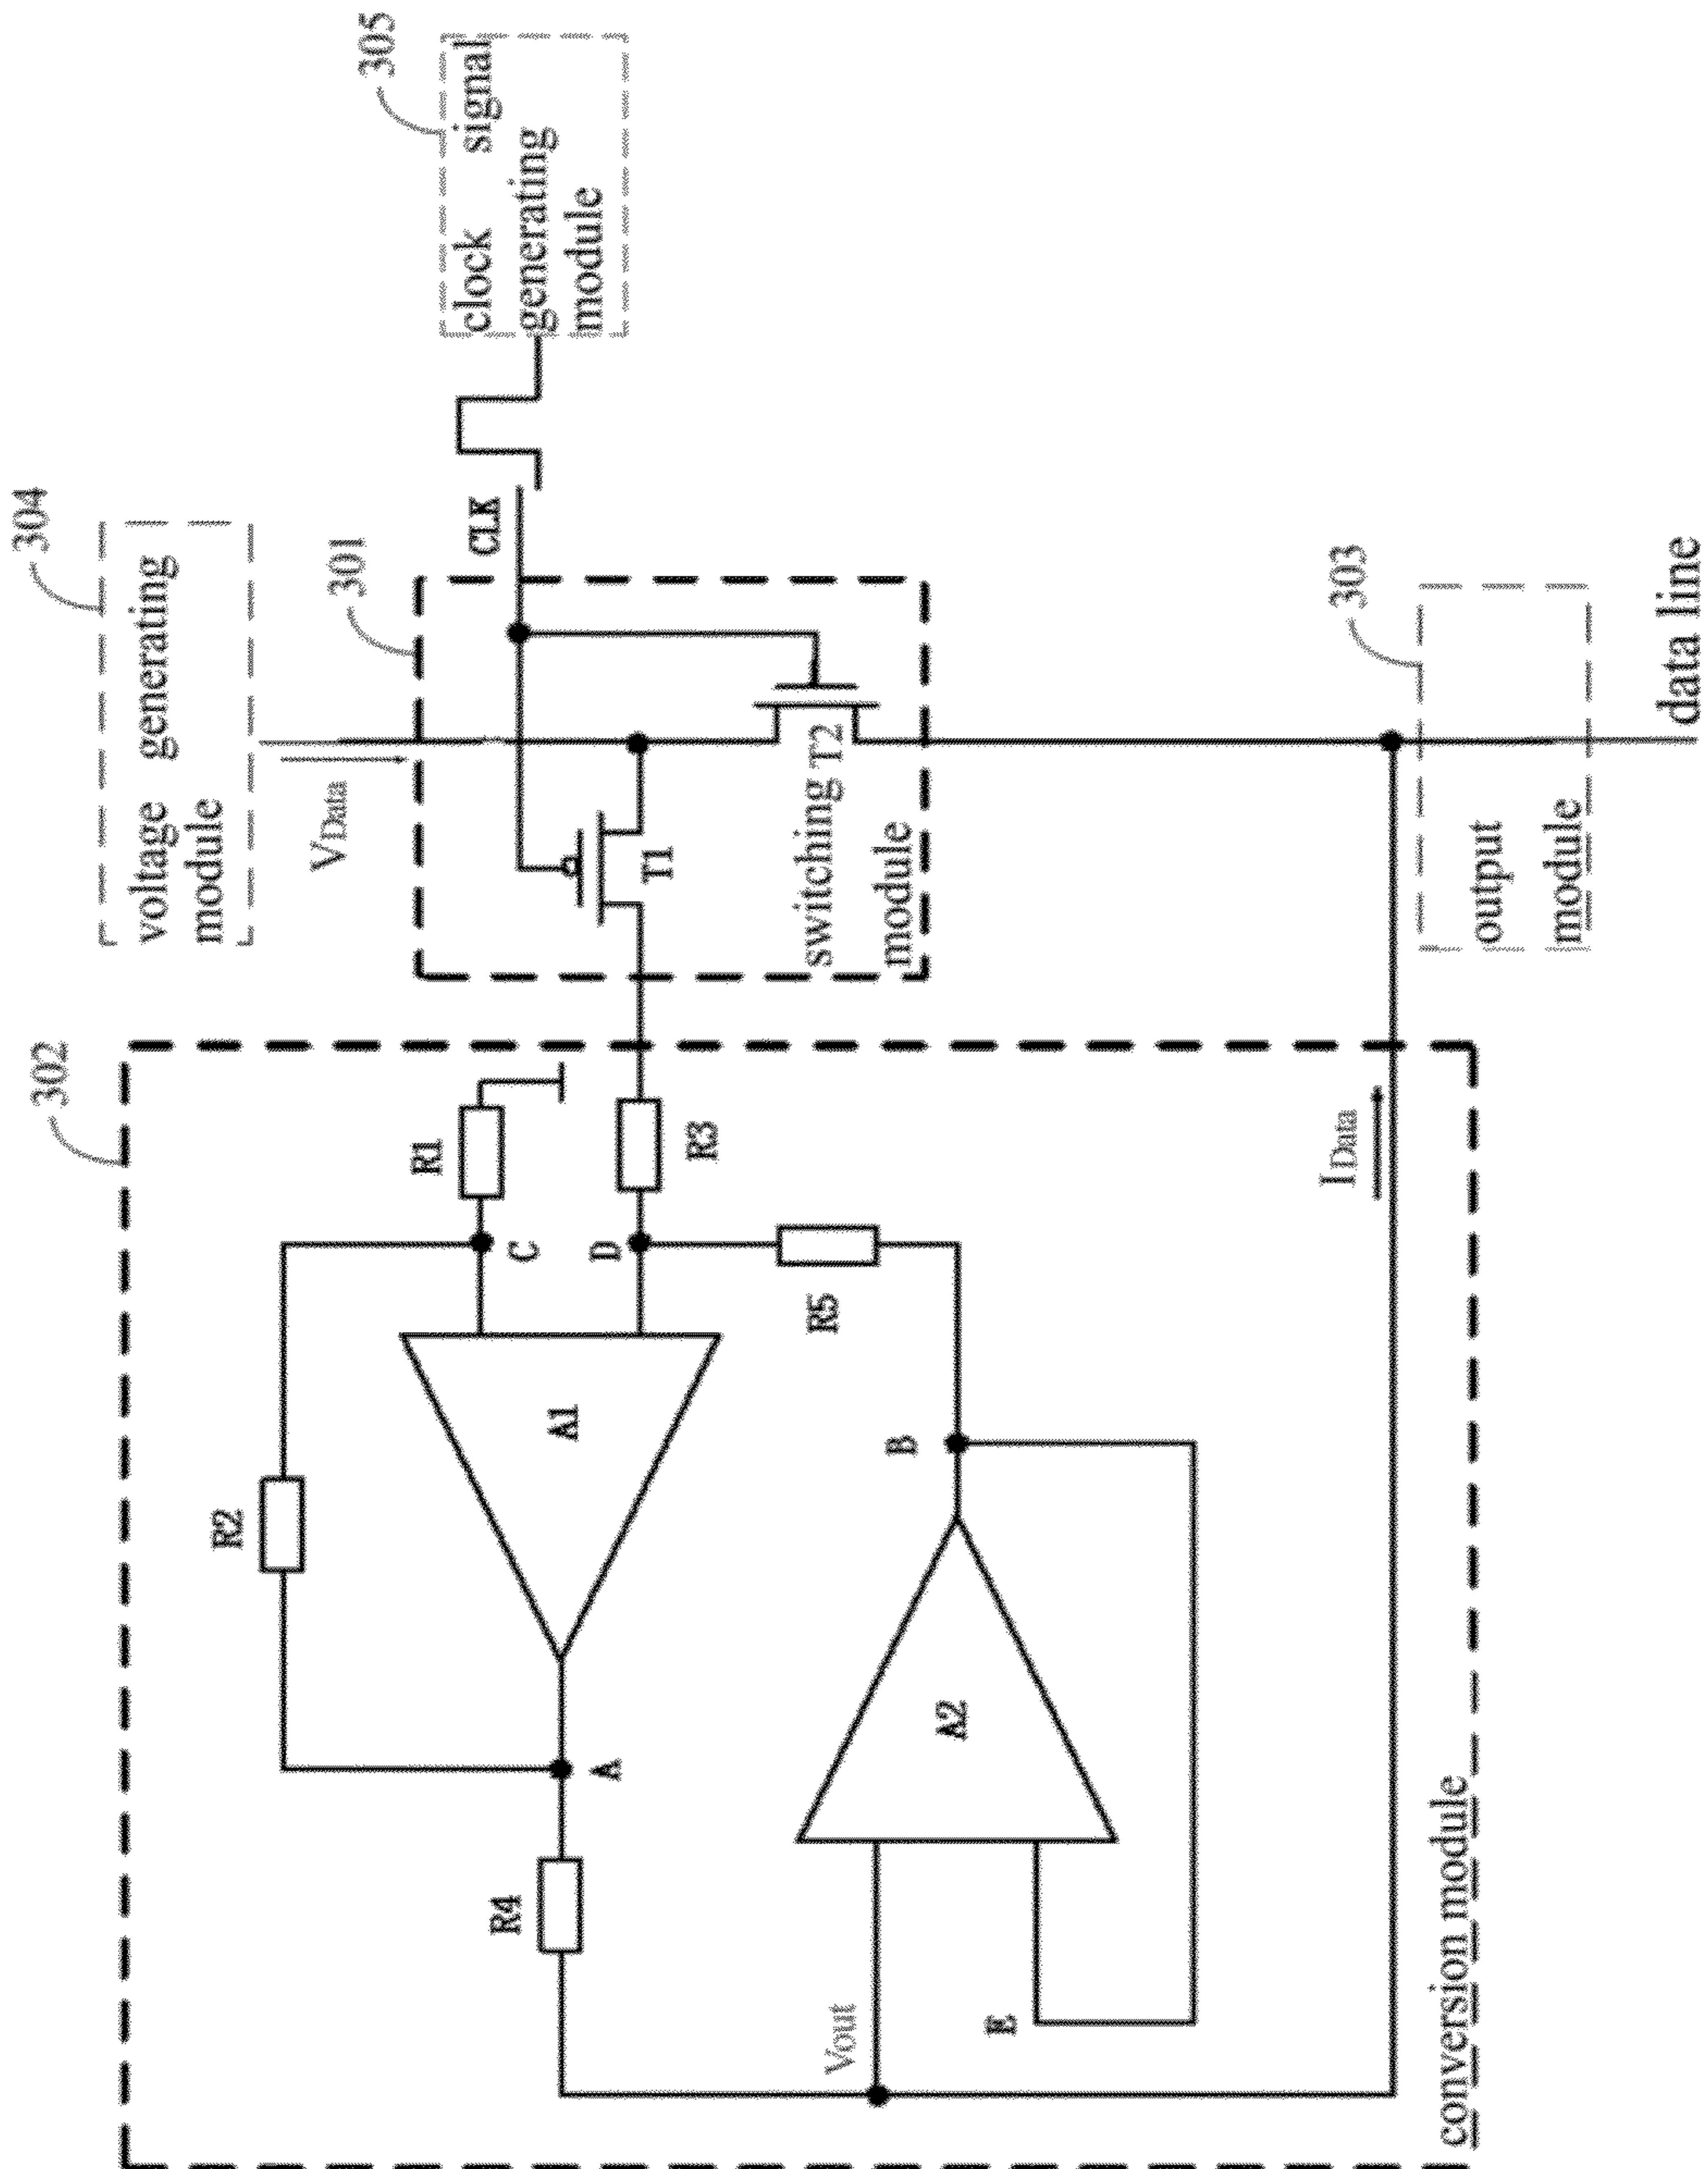 302
R2
R1
R4
A
A1
C
D
R3
R5
Vout
E
A2
B
IData
conversion module
304
voltage generating
module
VData
301
CLK
T1
T2
switching
module
305
clock signal
generating
module
303
output
module
data line